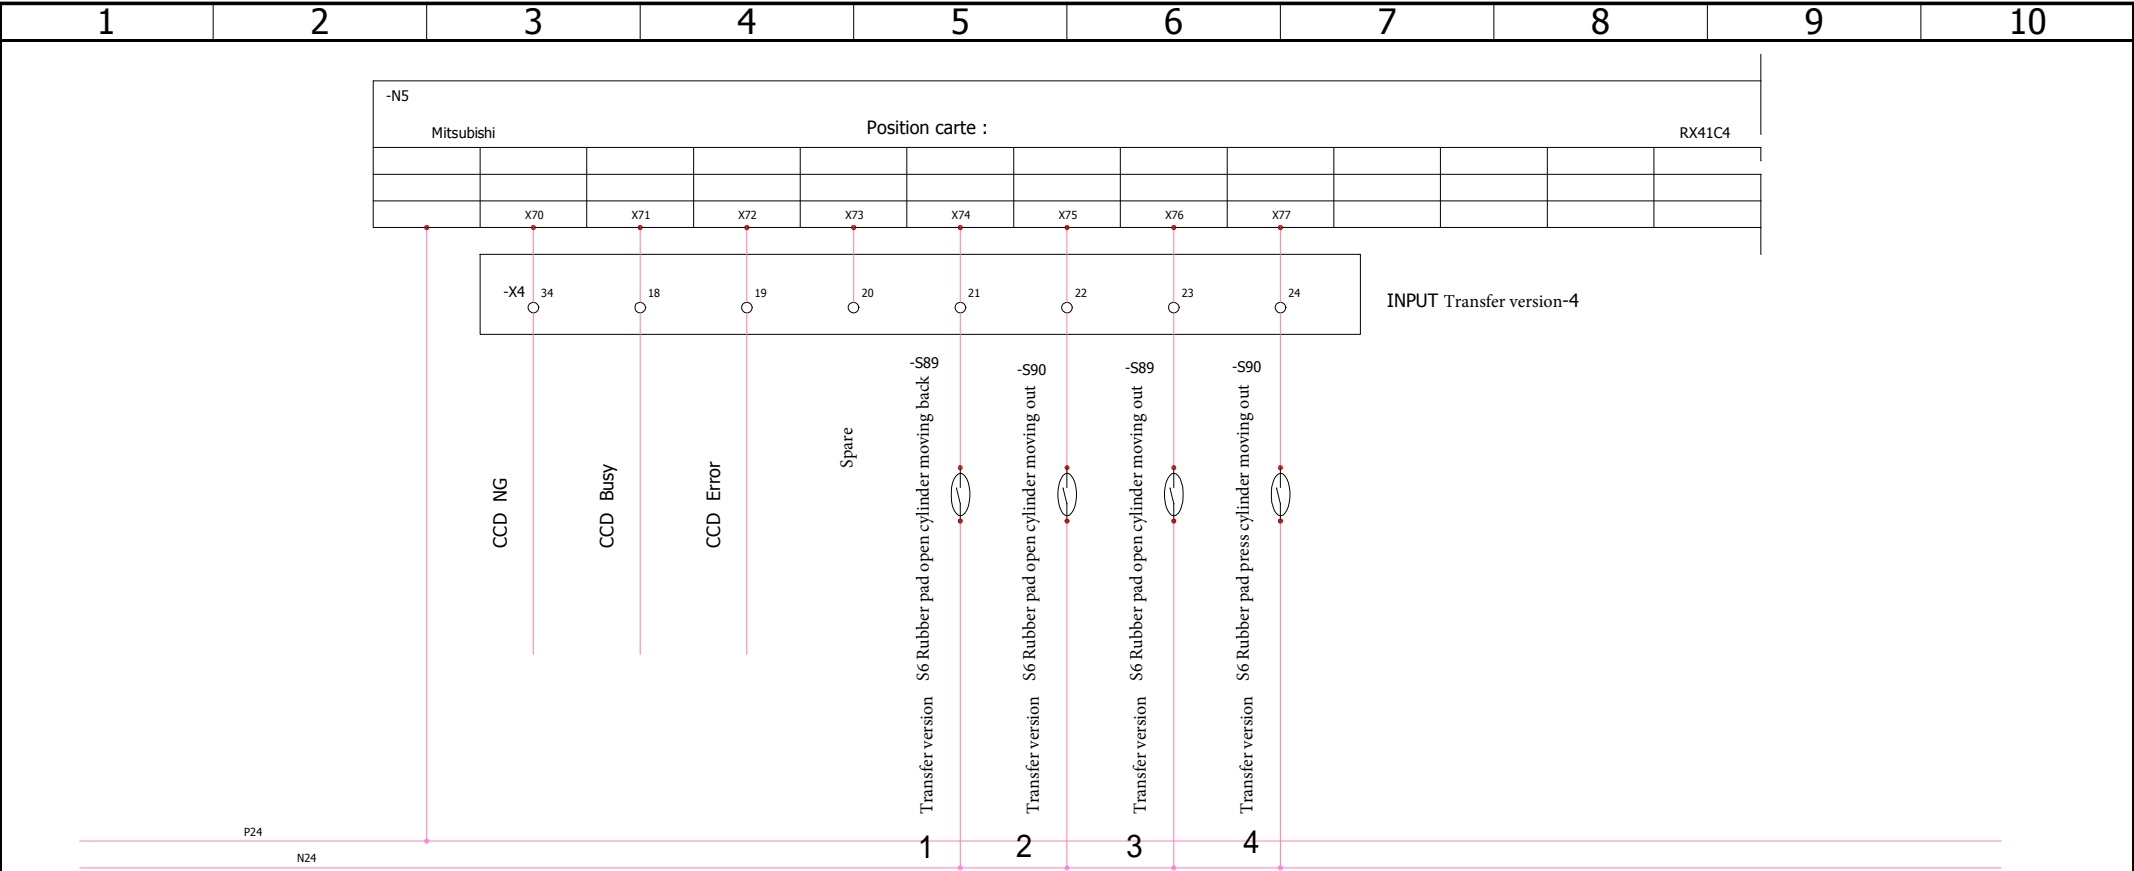 1 2 3 4 5 6 7 8 9 10
-N5
Mitsubishi Position carte : RX41C4
X70 X71 X72 X73 X74 X75 X76 X77
-X4 34 18 19 20 21 22 23 24
INPUT Transfer version-4
CCD NG
CCD Busy
CCD Error
Spare
-S89
Transfer version S6 Rubber pad open cylinder moving back
-S90
Transfer version S6 Rubber pad open cylinder moving out
-S89
Transfer version S6 Rubber pad open cylinder moving out
-S90
Transfer version S6 Rubber pad press cylinder moving out
1 2 3 4
P24
N24